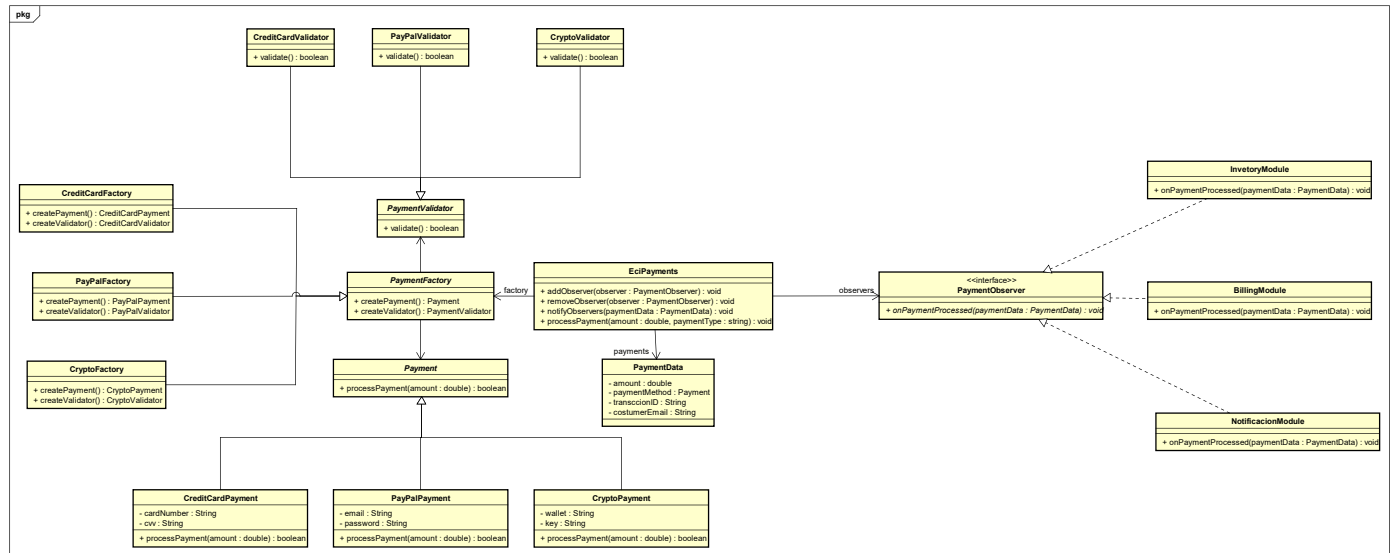 pkg
CreditCardValidator
+ validate() : boolean
PayPalValidator
+ validate() : boolean
CryptoValidator
+ validate() : boolean
CreditCardFactory
+ createPayment() : CreditCardPayment
+ createValidator() : CreditCardValidator
PaymentValidator
+ validate() : boolean
InvetoryModule
+ onPaymentProcessed(paymentData : PaymentData) : void
PayPalFactory
+ createPayment() : PayPalPayment
+ createValidator() : PayPalValidator
PaymentFactory
+ createPayment() : Payment
+ createValidator() : PaymentValidator
factory
EciPayments
+ addObserver(observer : PaymentObserver) : void
+ removeObserver(observer : PaymentObserver) : void
+ notifyObservers(paymentData : PaymentData) : void
+ processPayment(amount : double, paymentType : string) : void
observers
<<interface>>
PaymentObserver
+ onPaymentProcessed(paymentData : PaymentData) : void
BillingModule
+ onPaymentProcessed(paymentData : PaymentData) : void
CryptoFactory
+ createPayment() : CryptoPayment
+ createValidator() : CryptoValidator
Payment
+ processPayment(amount : double) : boolean
payments
PaymentData
- amount : double
- paymentMethod : Payment
- transccionID : String
- costumerEmail : String
NotificacionModule
+ onPaymentProcessed(paymentData : PaymentData) : void
CreditCardPayment
- cardNumber : String
- cvv : String
+ processPayment(amount : double) : boolean
PayPalPayment
- email : String
- password : String
+ processPayment(amount : double) : boolean
CryptoPayment
- wallet : String
- key : String
+ processPayment(amount : double) : boolean